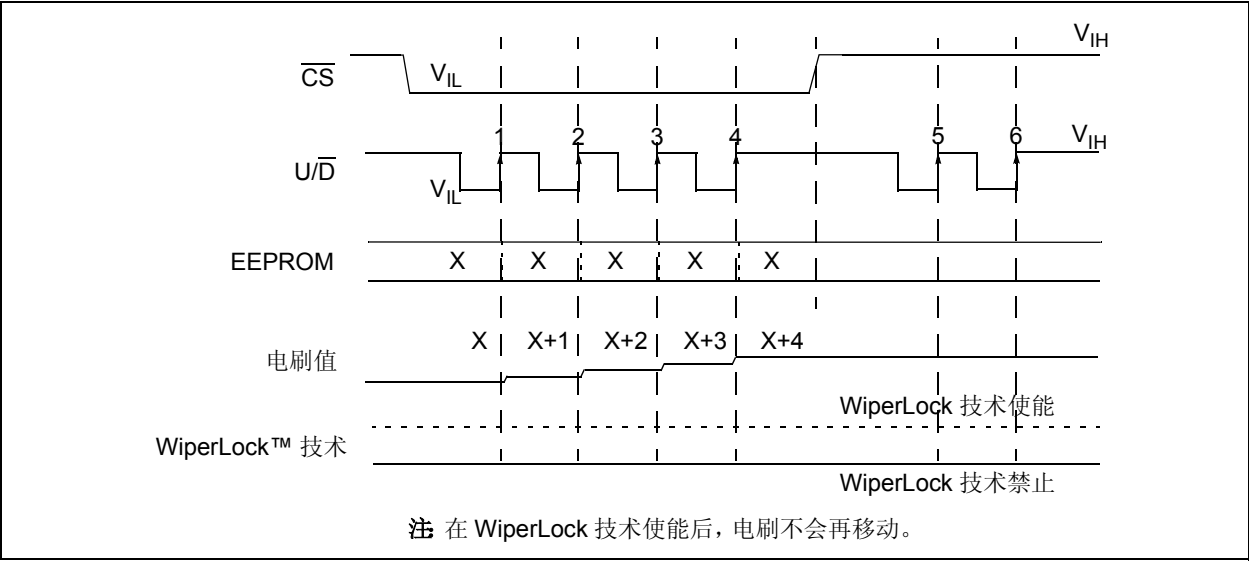 V_IH
CS
V_IL
1 2 3 4 5 6
V_IH
U/D
V_IL
EEPROM X X X X X
X X+1 X+2 X+3 X+4
电刷值
WiperLock 技术使能
WiperLock™ 技术
WiperLock 技术禁止
注: 在 WiperLock 技术使能后，电刷不会再移动。